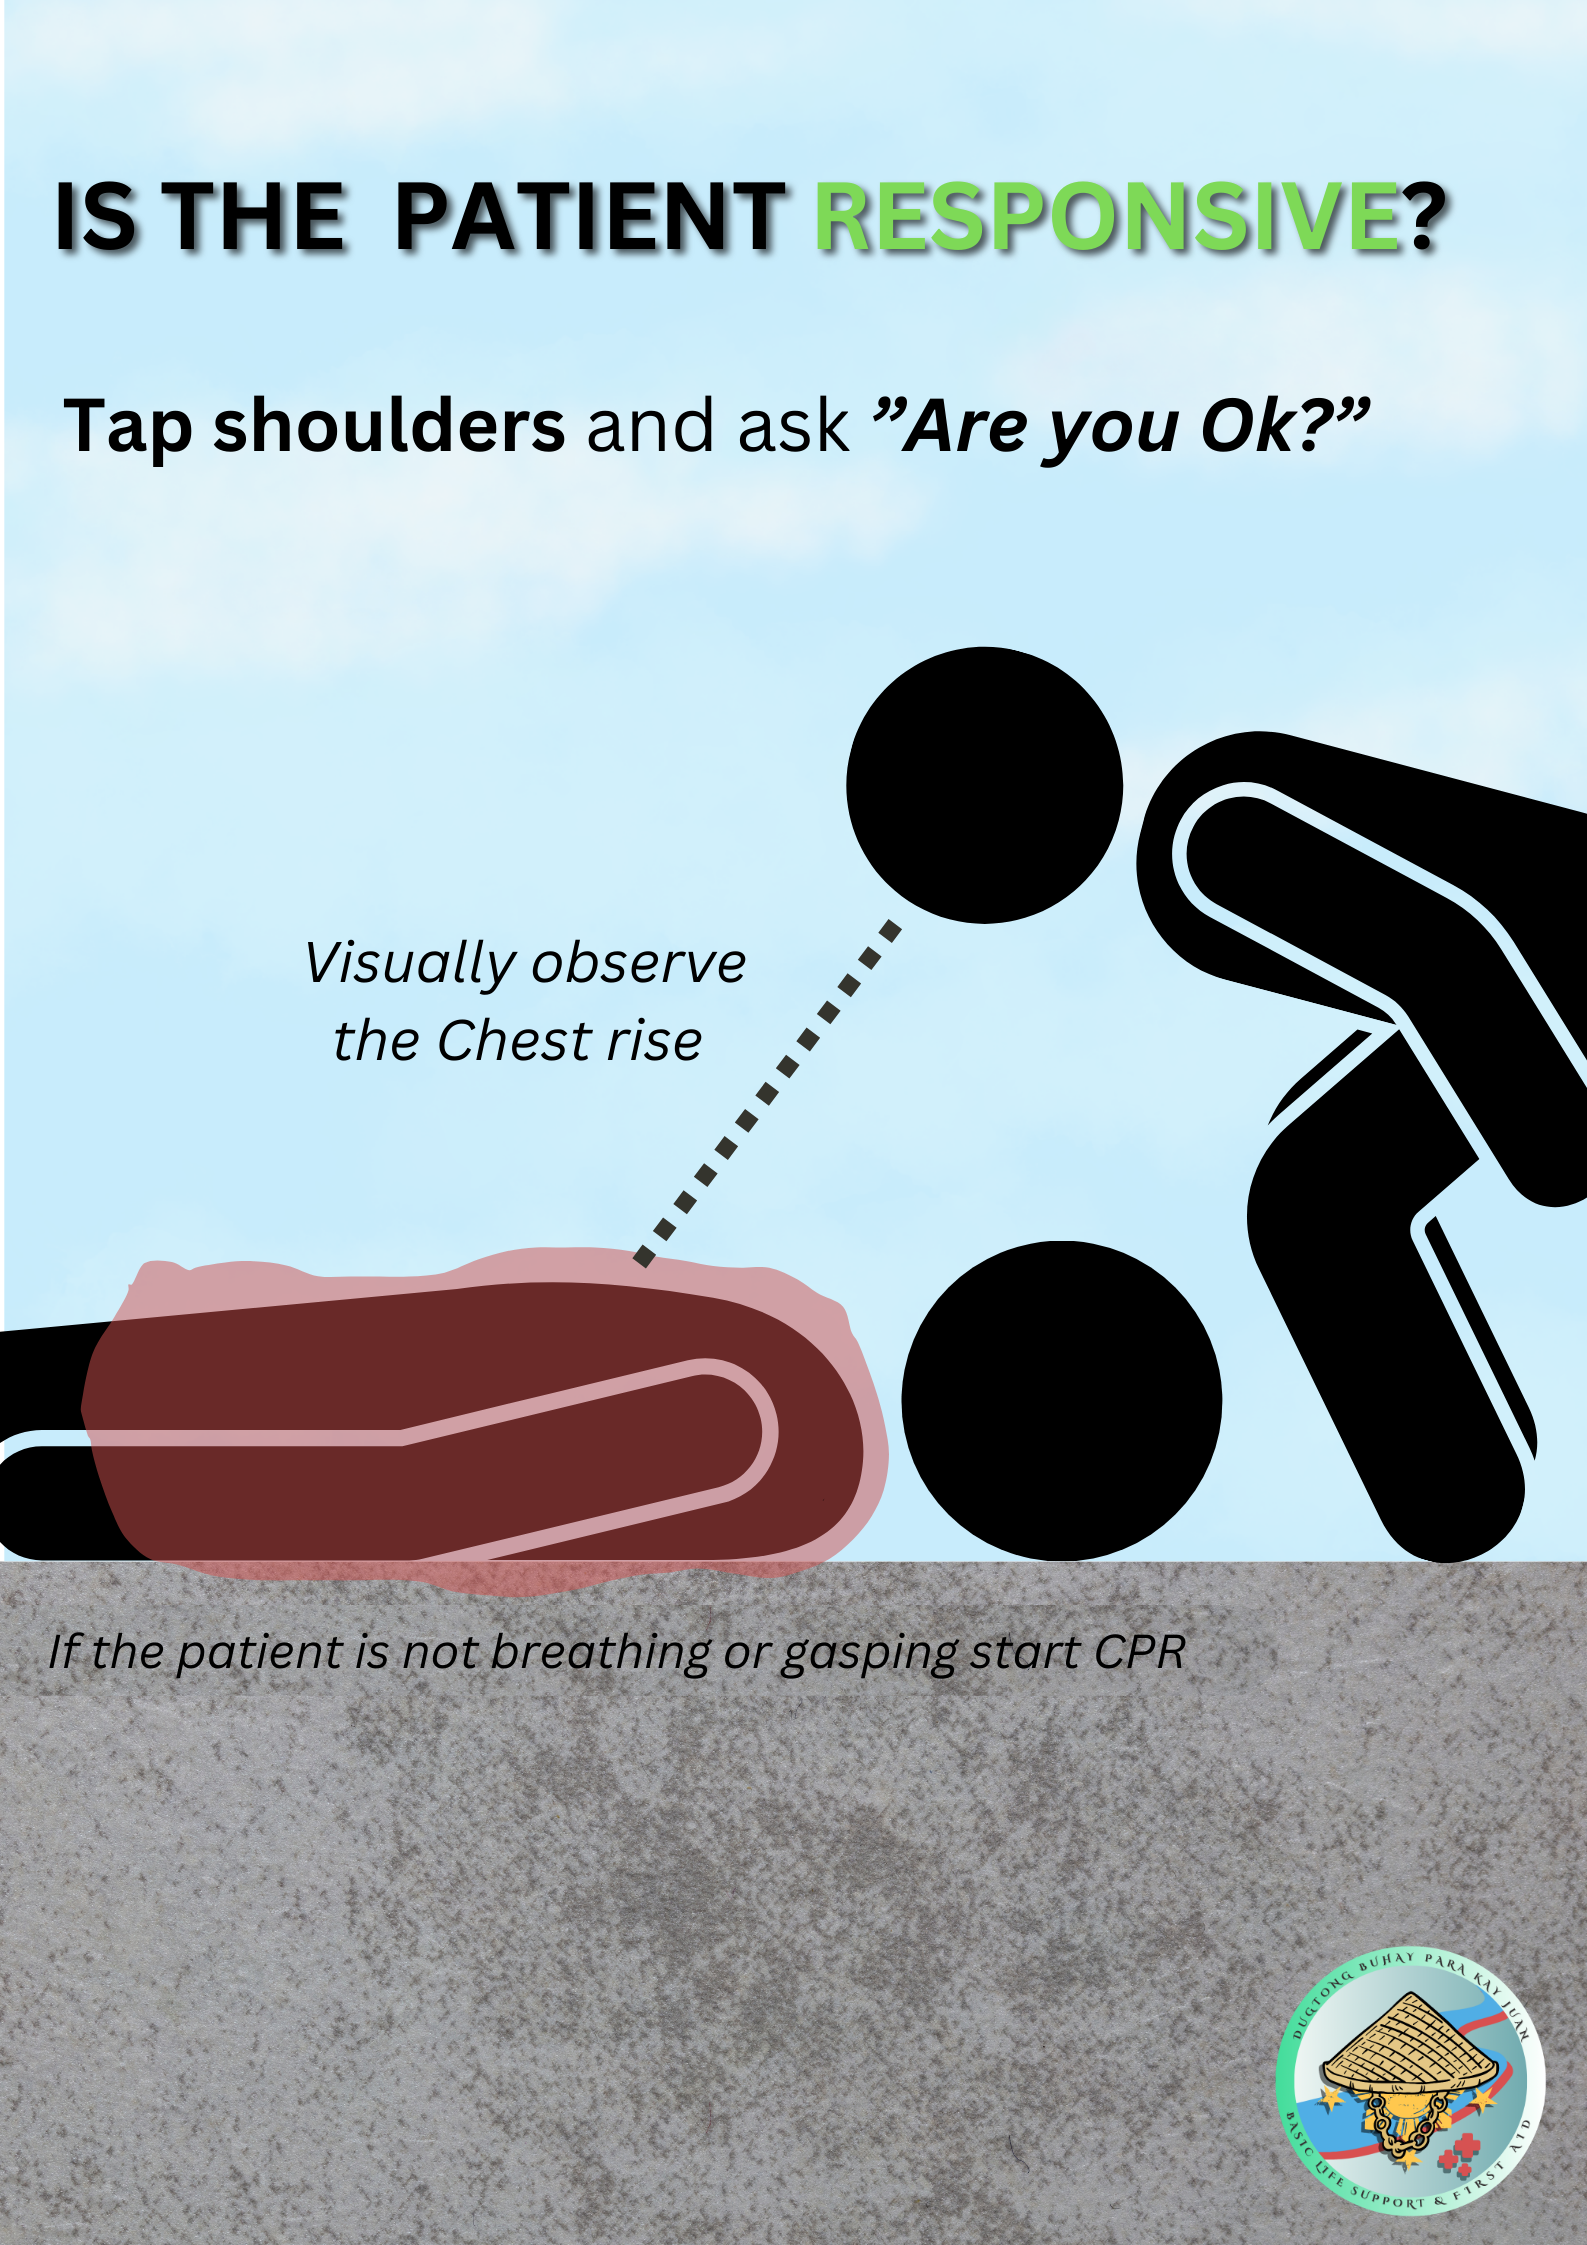 IS THE PATIENT RESPONSIVE?
Tap shoulders and ask ”Are you Ok?”
Visually observe
the Chest rise
If the patient is not breathing or gasping start CPR
DUGTONG BUHAY PARA KAY JUAN
BASIC LIFE SUPPORT & FIRST AID